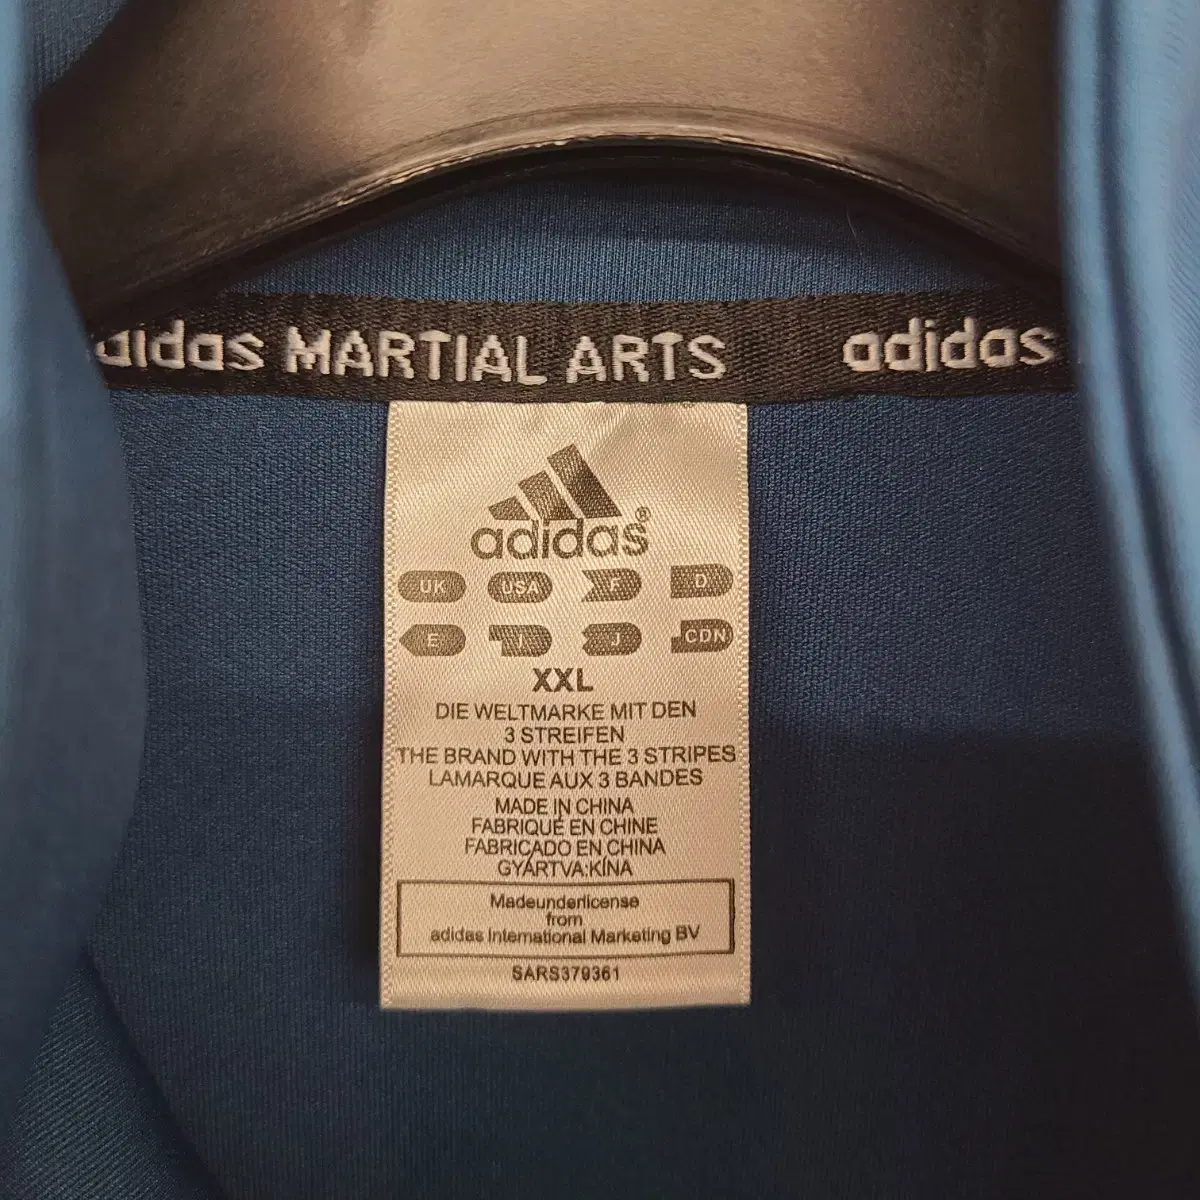 adidas MARTIAL ARTS adidas
adidas®
UK USA F D
E I J CDN
XXL
DIE WELTMARKE MIT DEN
3 STREIFEN
THE BRAND WITH THE 3 STRIPES
LAMARQUE AUX 3 BANDES
MADE IN CHINA
FABRIQUÉ EN CHINE
FABRICADO EN CHINA
GYÁRTVA:KÍNA
Madeunderlicense
from
adidas International Marketing BV
SARS379361